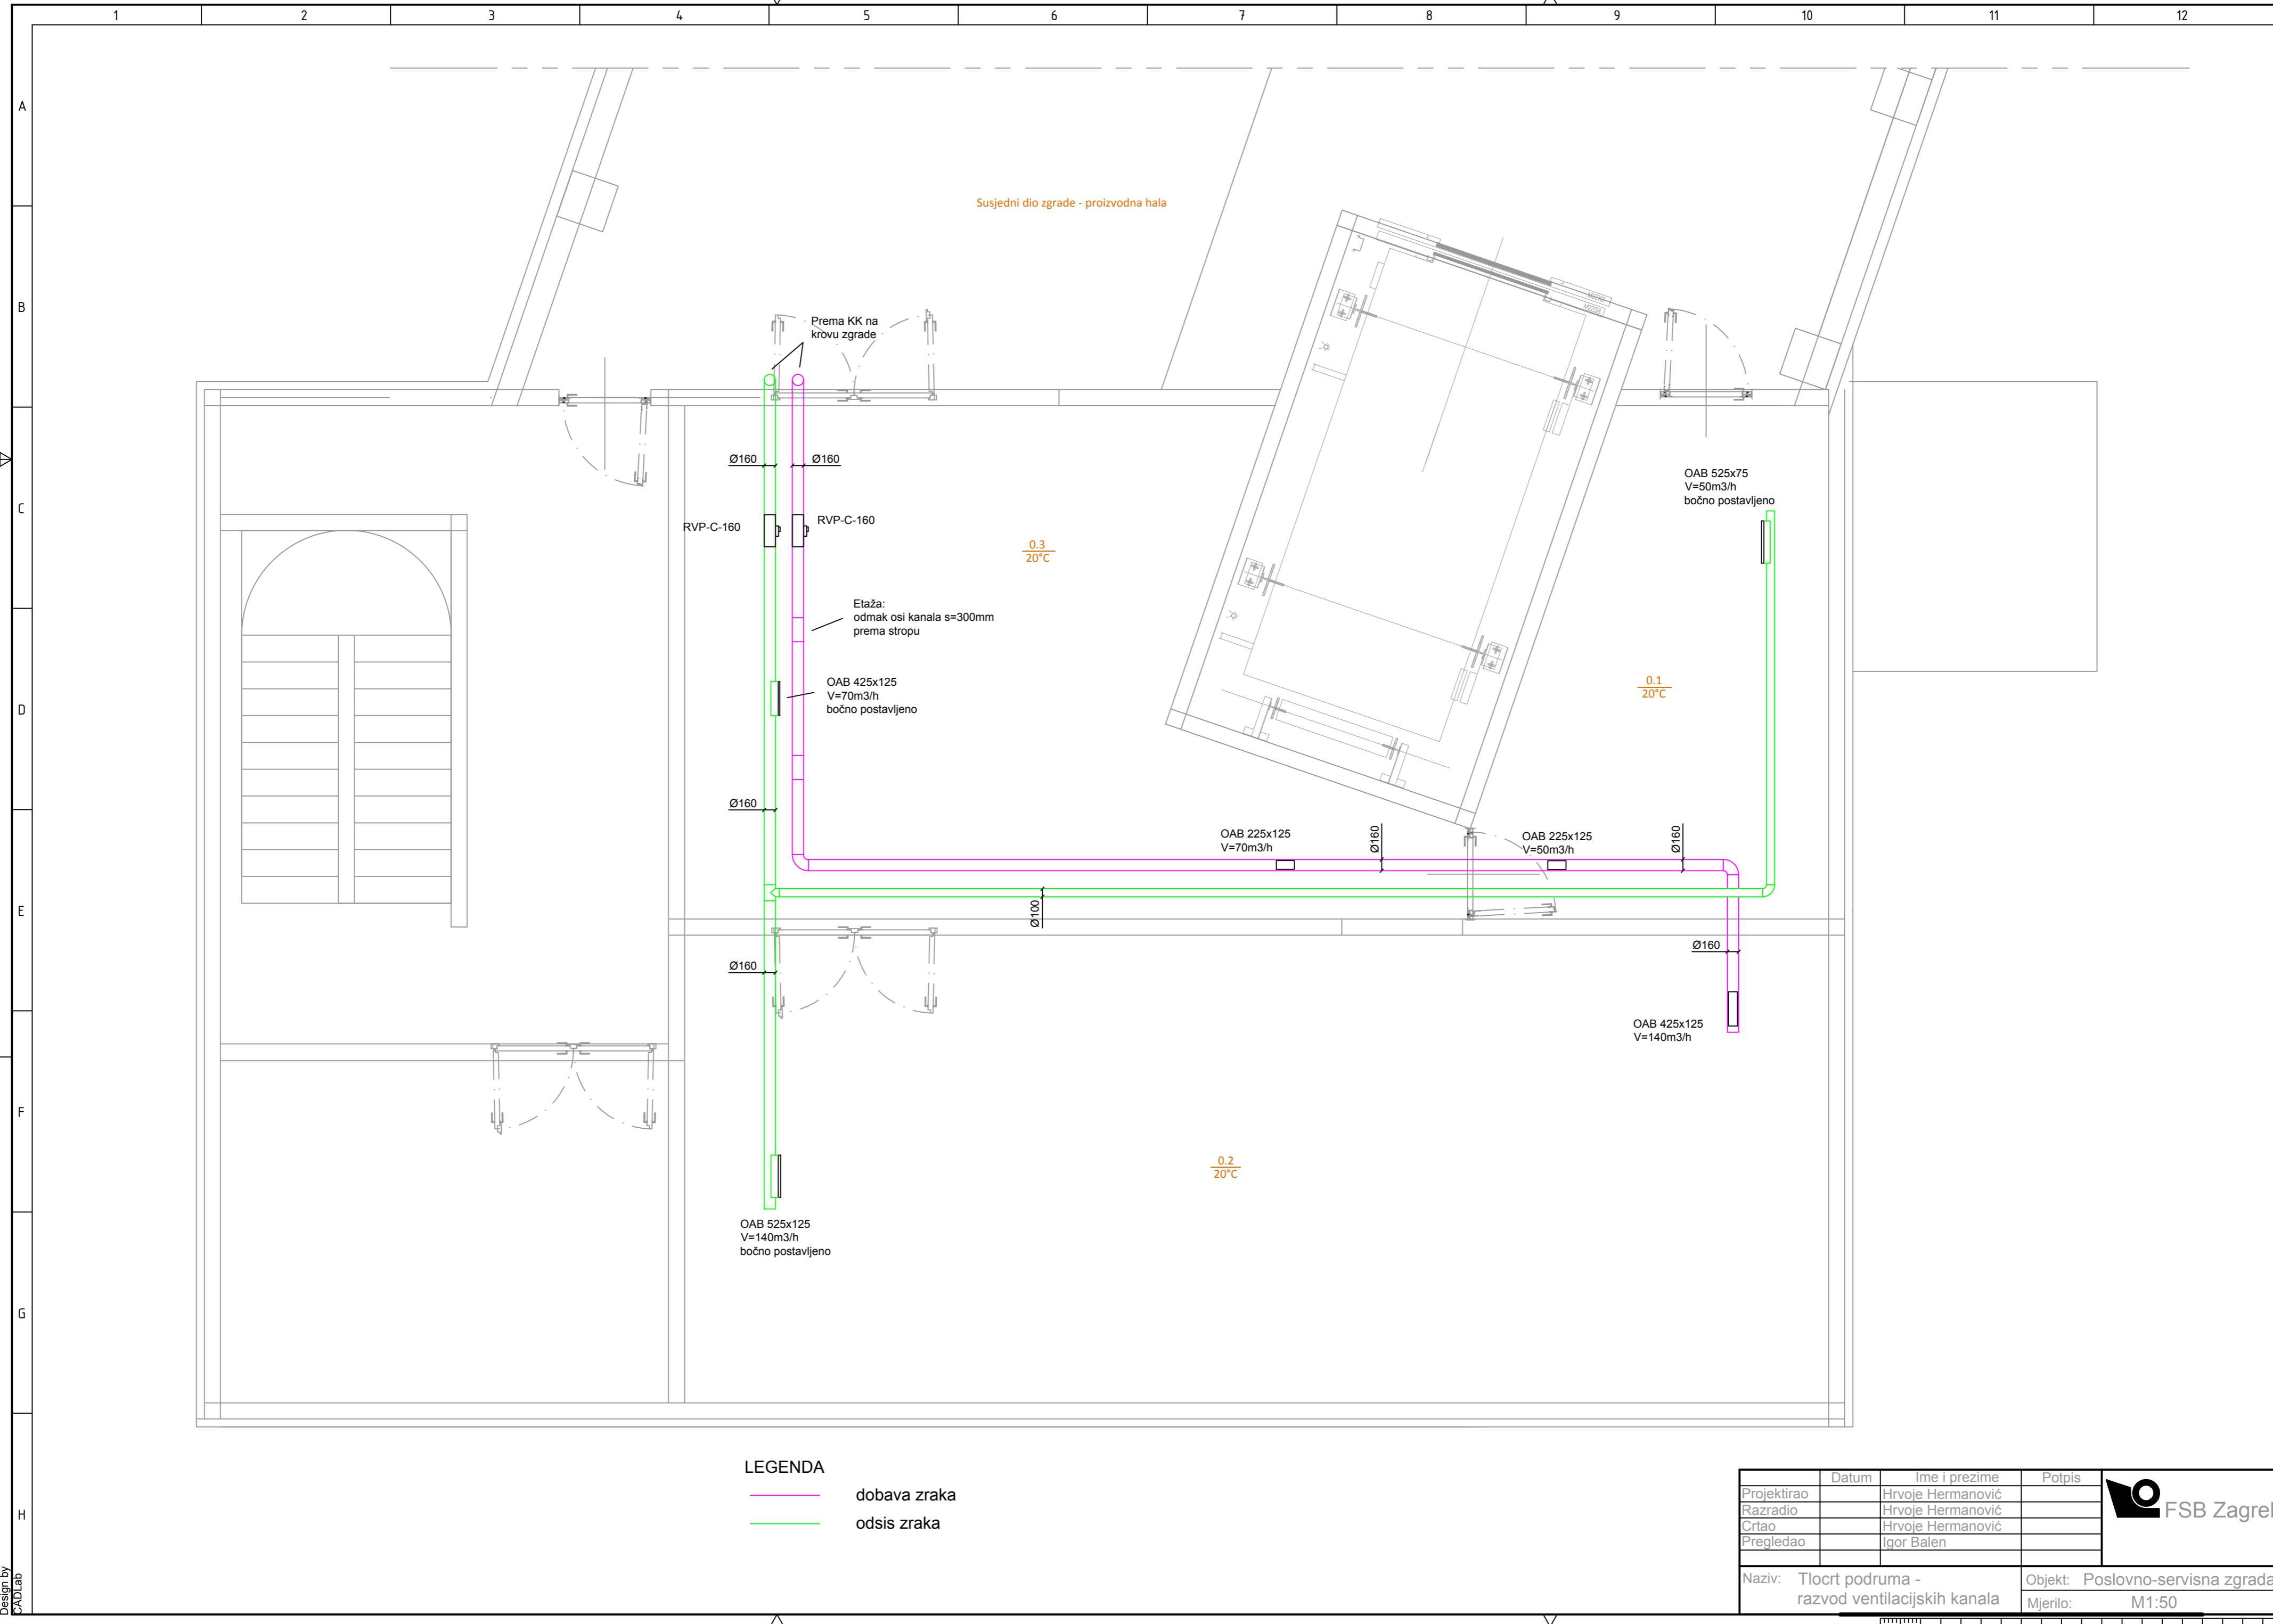 1 2 3 4 5 6 7 8 9 10 11 12
A
B
C
D
E
F
G
H
Susjedni dio zgrade - proizvodna hala
M2Z08
Prema KK na
krovu zgrade
Ø160
Ø160
RVP-C-160
RVP-C-160
OAB 525x75
V=50m3/h
bočno postavljeno
0.3
20°C
Etaža:
odmak osi kanala s=300mm
prema stropu
OAB 425x125
V=70m3/h
bočno postavljeno
0.1
20°C
Ø160
OAB 225x125
V=70m3/h
Ø160
OAB 225x125
V=50m3/h
Ø160
Ø100
Ø160
Ø160
OAB 425x125
V=140m3/h
0.2
20°C
OAB 525x125
V=140m3/h
bočno postavljeno
LEGENDA
dobava zraka
odsis zraka
Datum Ime i prezime Potpis
Projektirao Hrvoje Hermanović
Razradio Hrvoje Hermanović
Crtao Hrvoje Hermanović
Pregledao Igor Balen
FSB Zagreb
Naziv: Tlocrt podruma -
razvod ventilacijskih kanala
Objekt: Poslovno-servisna zgrada
Mjerilo: M1:50
Design by
CADLab